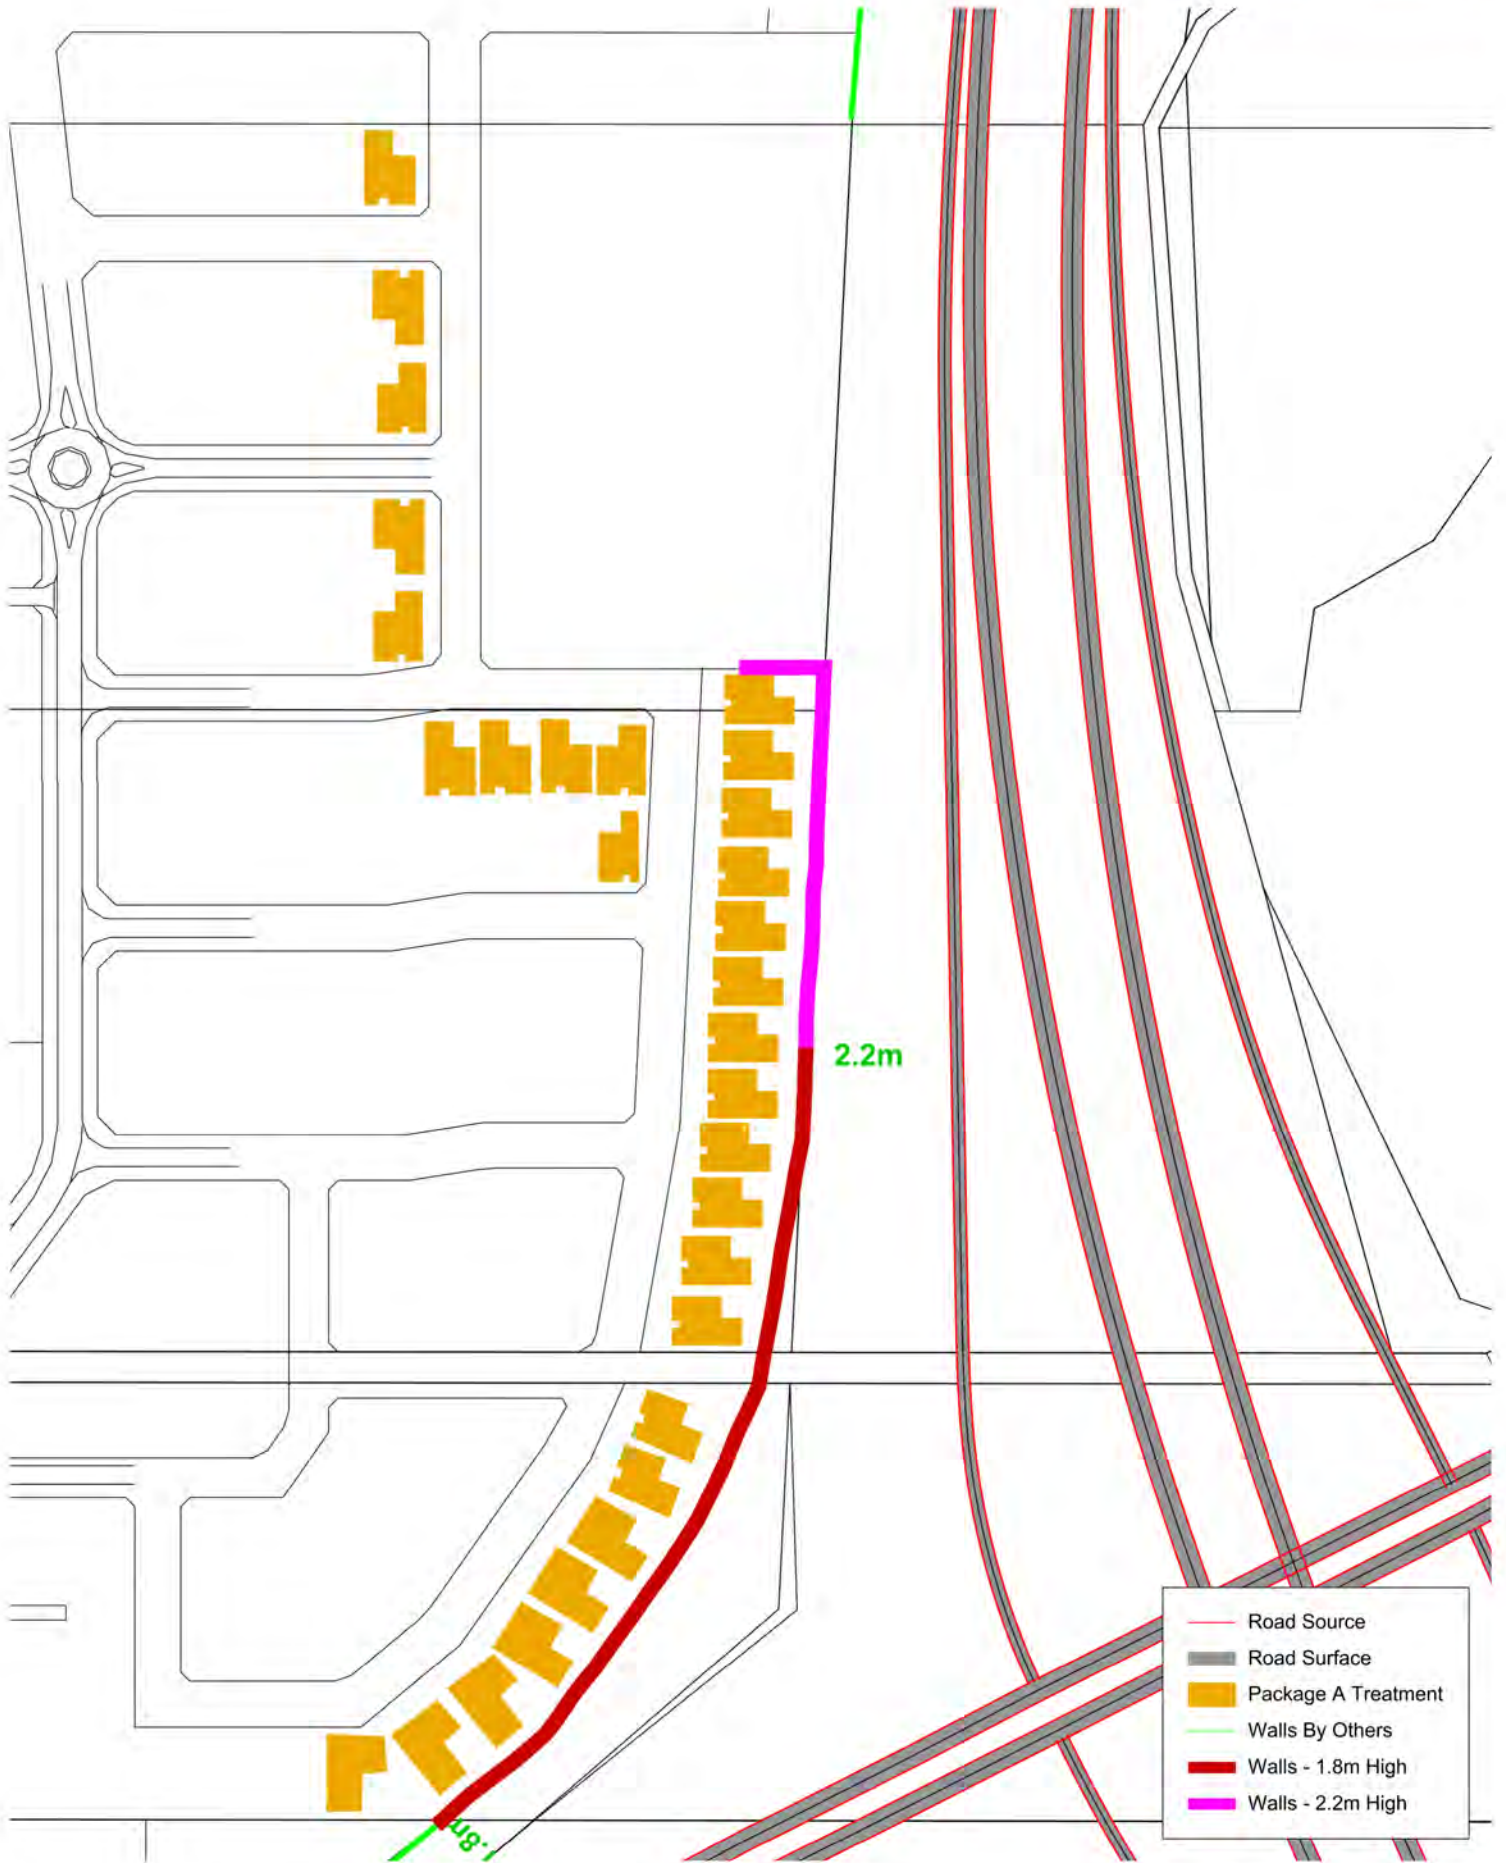 2.2m
.8m
Road Source
Road Surface
Package A Treatment
Walls By Others
Walls - 1.8m High
Walls - 2.2m High